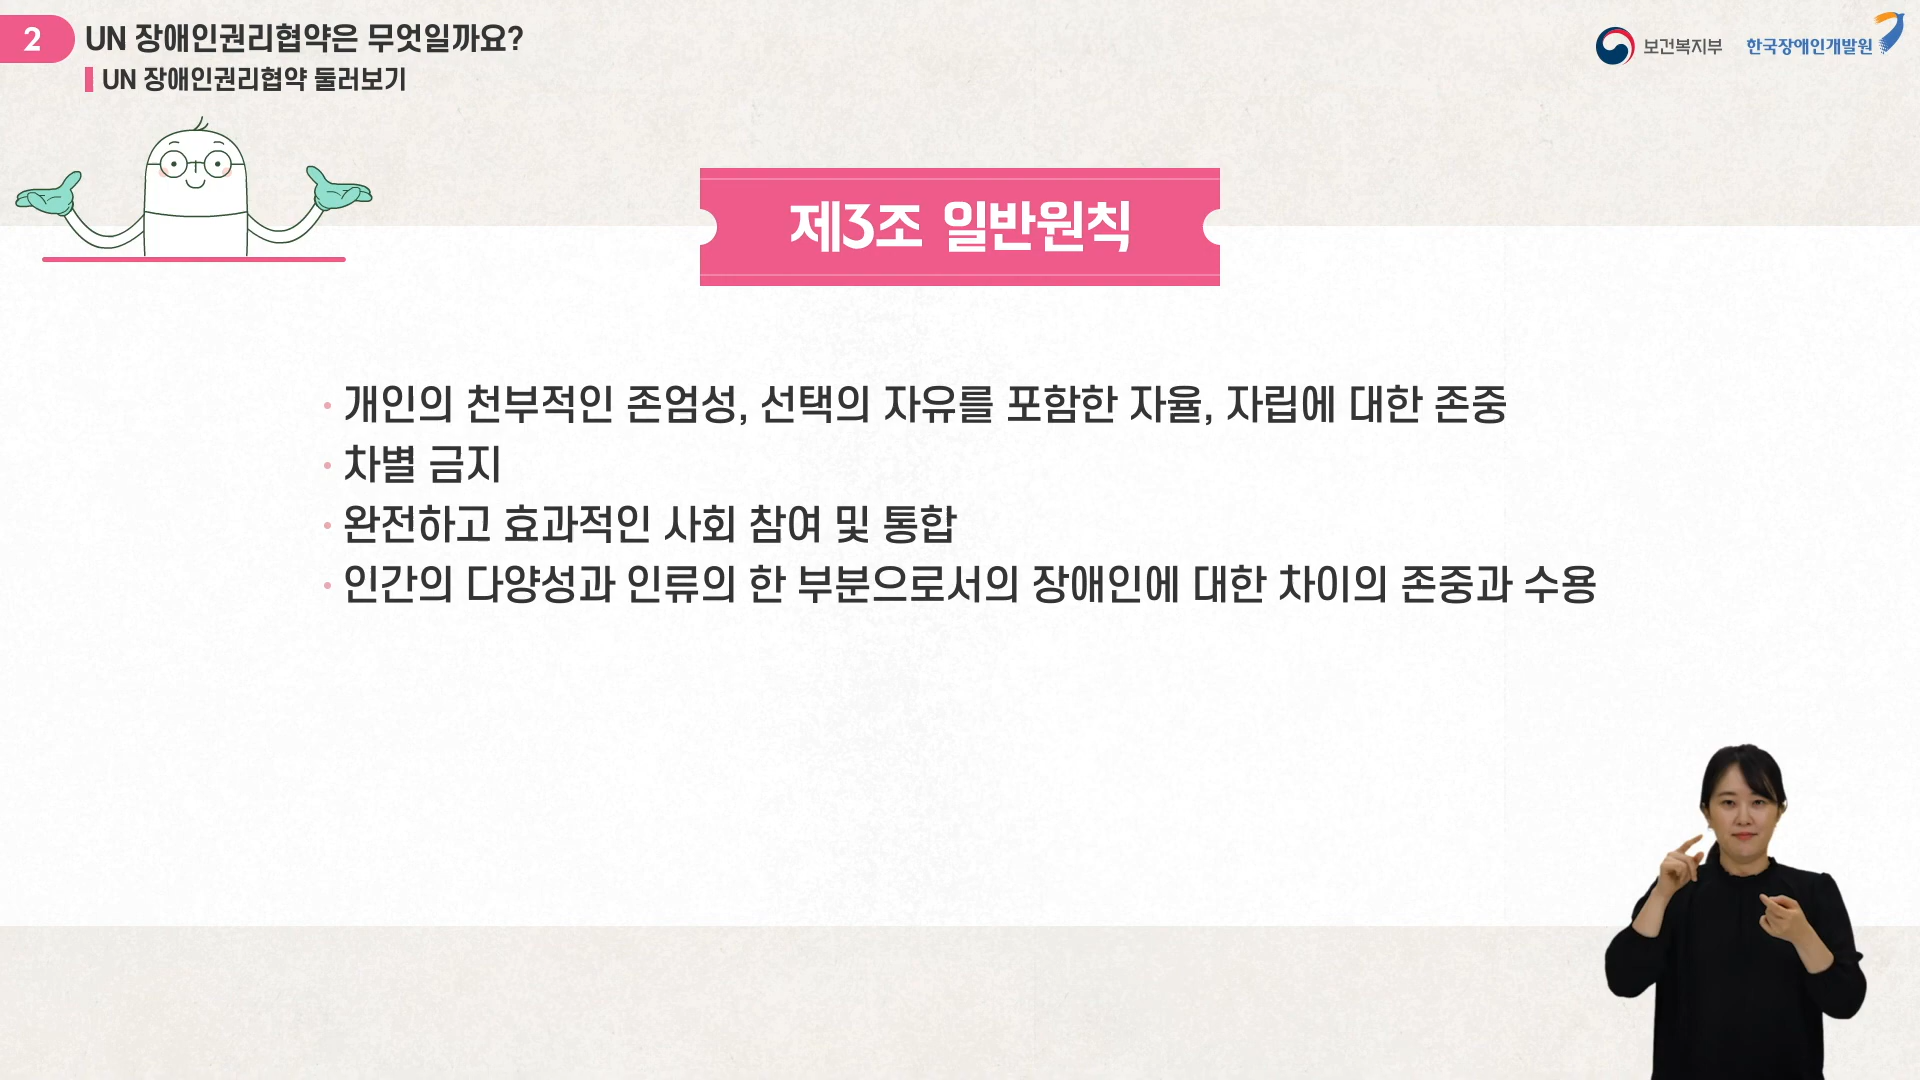 2
UN 장애인권리협약은 무엇일까요?
UN 장애인권리협약 둘러보기
보건복지부
한국장애인개발원
제3조 일반원칙
· 개인의 천부적인 존엄성, 선택의 자유를 포함한 자율, 자립에 대한 존중
· 차별 금지
· 완전하고 효과적인 사회 참여 및 통합
· 인간의 다양성과 인류의 한 부분으로서의 장애인에 대한 차이의 존중과 수용